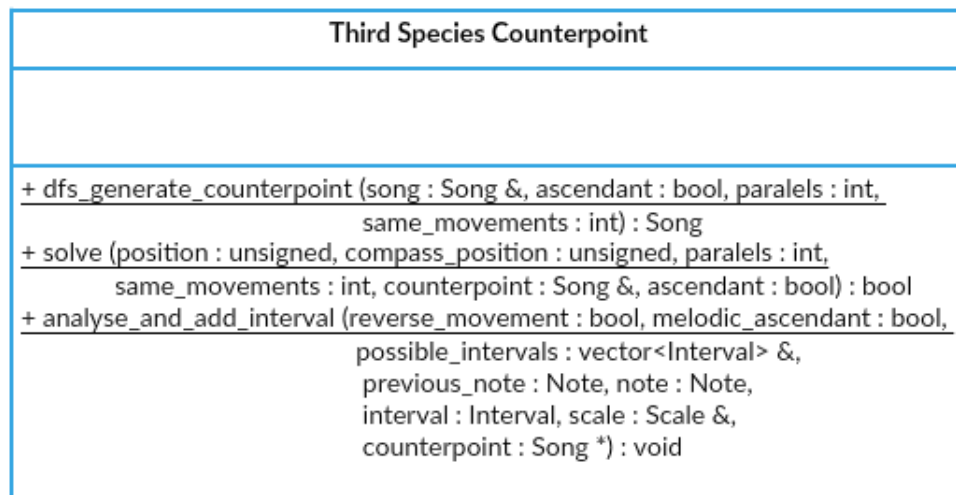 Third Species Counterpoint
+ dfs_generate_counterpoint (song : Song &, ascendant : bool, paralels : int,
same_movements : int) : Song
+ solve (position : unsigned, compass_position : unsigned, paralels : int,
same_movements : int, counterpoint : Song &, ascendant : bool) : bool
+ analyse_and_add_interval (reverse_movement : bool, melodic_ascendant : bool,
possible_intervals : vector<Interval> &,
previous_note : Note, note : Note,
interval : Interval, scale : Scale &,
counterpoint : Song *) : void